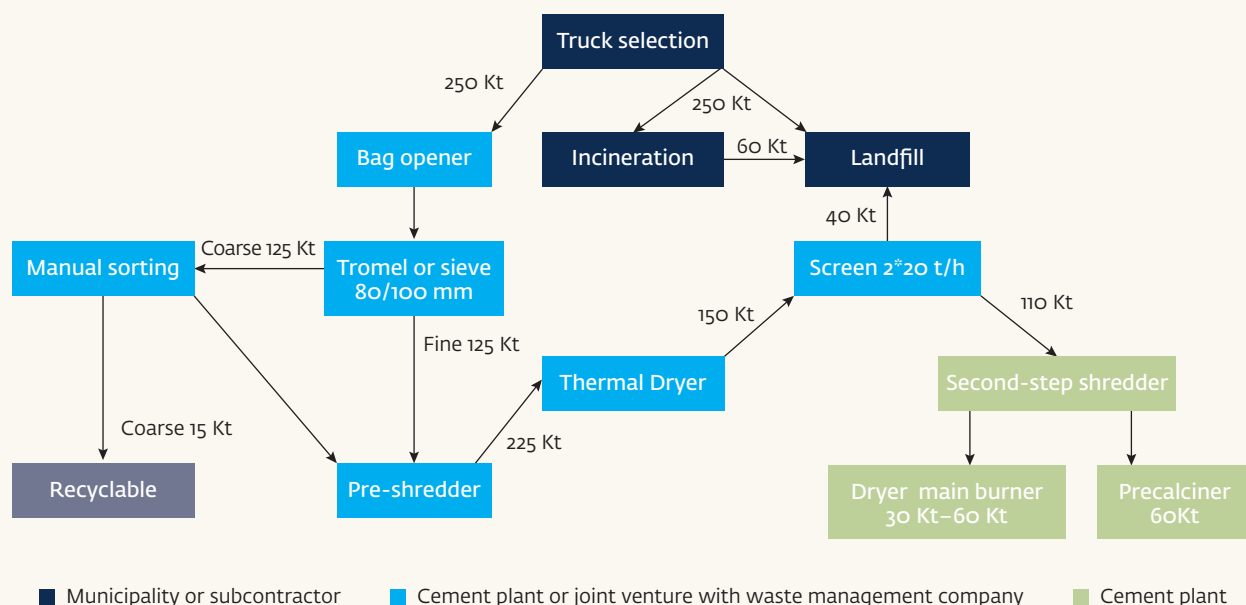 Truck selection
250 Kt
250 Kt
Bag opener
Incineration
60 Kt
Landfill
40 Kt
Manual sorting
Coarse 125 Kt
Tromel or sieve
80/100 mm
Screen 2*20 t/h
150 Kt
110 Kt
Fine 125 Kt
Thermal Dryer
Second-step shredder
Coarse 15 Kt
225 Kt
Recyclable
Pre-shredder
Dryer main burner
30 Kt–60 Kt
Precalciner
60Kt
Municipality or subcontractor
Cement plant or joint venture with waste management company
Cement plant